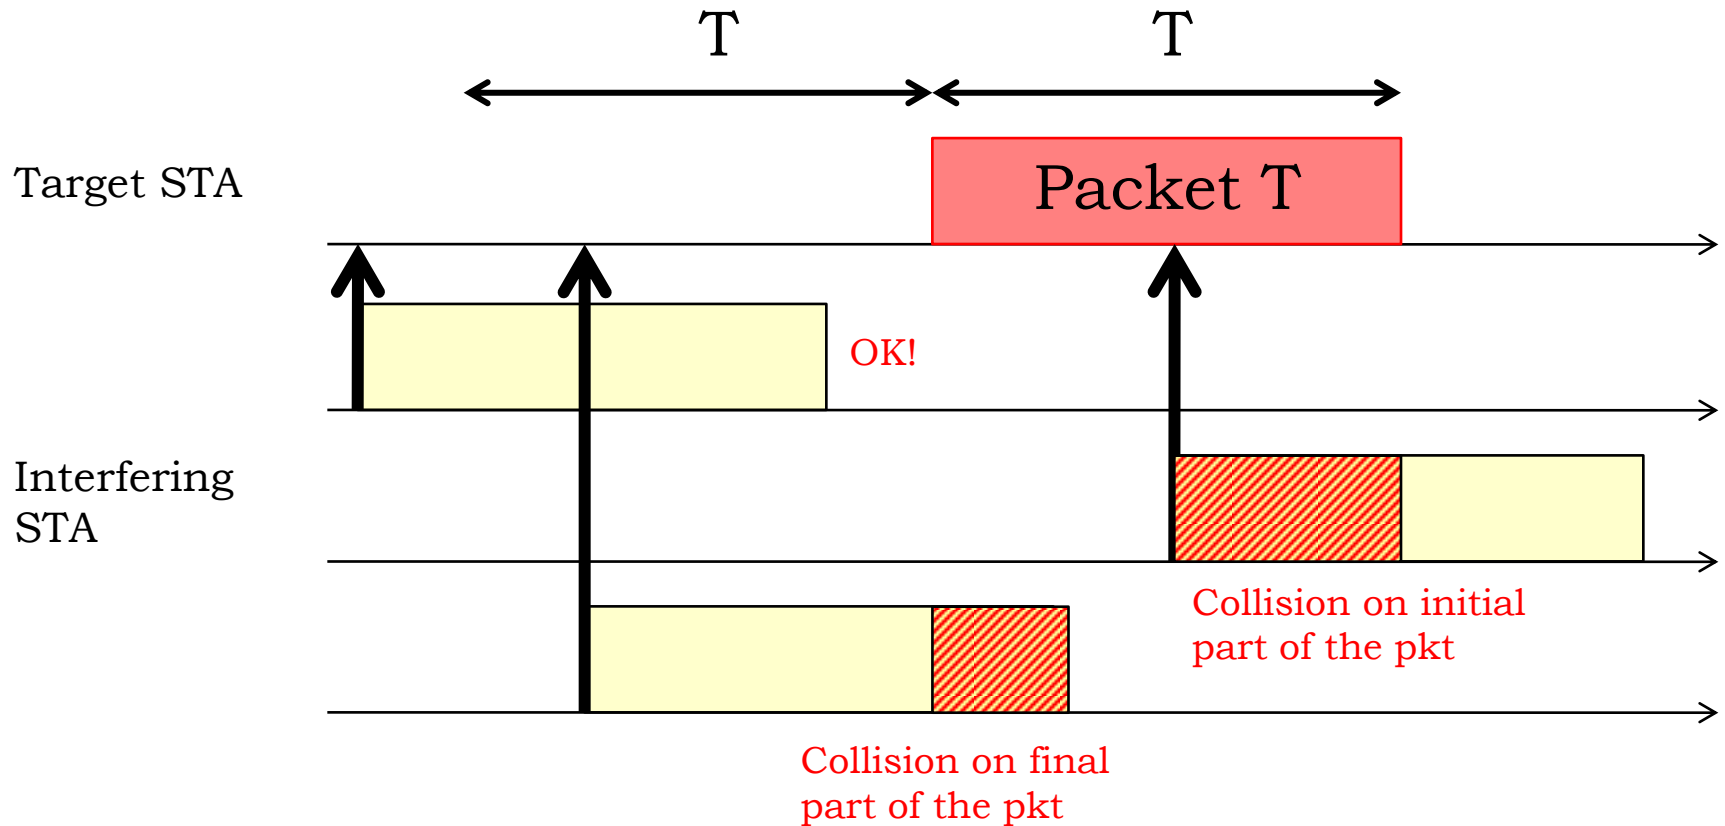 T
T
Target STA
Packet T
OK!
Interfering
STA
Collision on initial
part of the pkt
Collision on final
part of the pkt